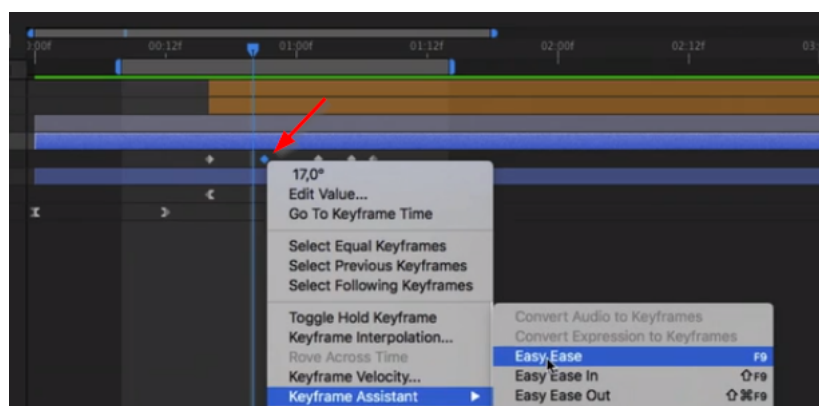 0:00f 00:12f 01:00f 01:12f 02:00f 02:12f 03:
17,0°
Edit Value...
Go To Keyframe Time
Select Equal Keyframes
Select Previous Keyframes
Select Following Keyframes
Toggle Hold Keyframe
Keyframe Interpolation...
Rove Across Time
Keyframe Velocity...
Keyframe Assistant ▶
Convert Audio to Keyframes
Convert Expression to Keyframes
Easy Ease F9
Easy Ease In ⇧F9
Easy Ease Out ⇧⌘F9